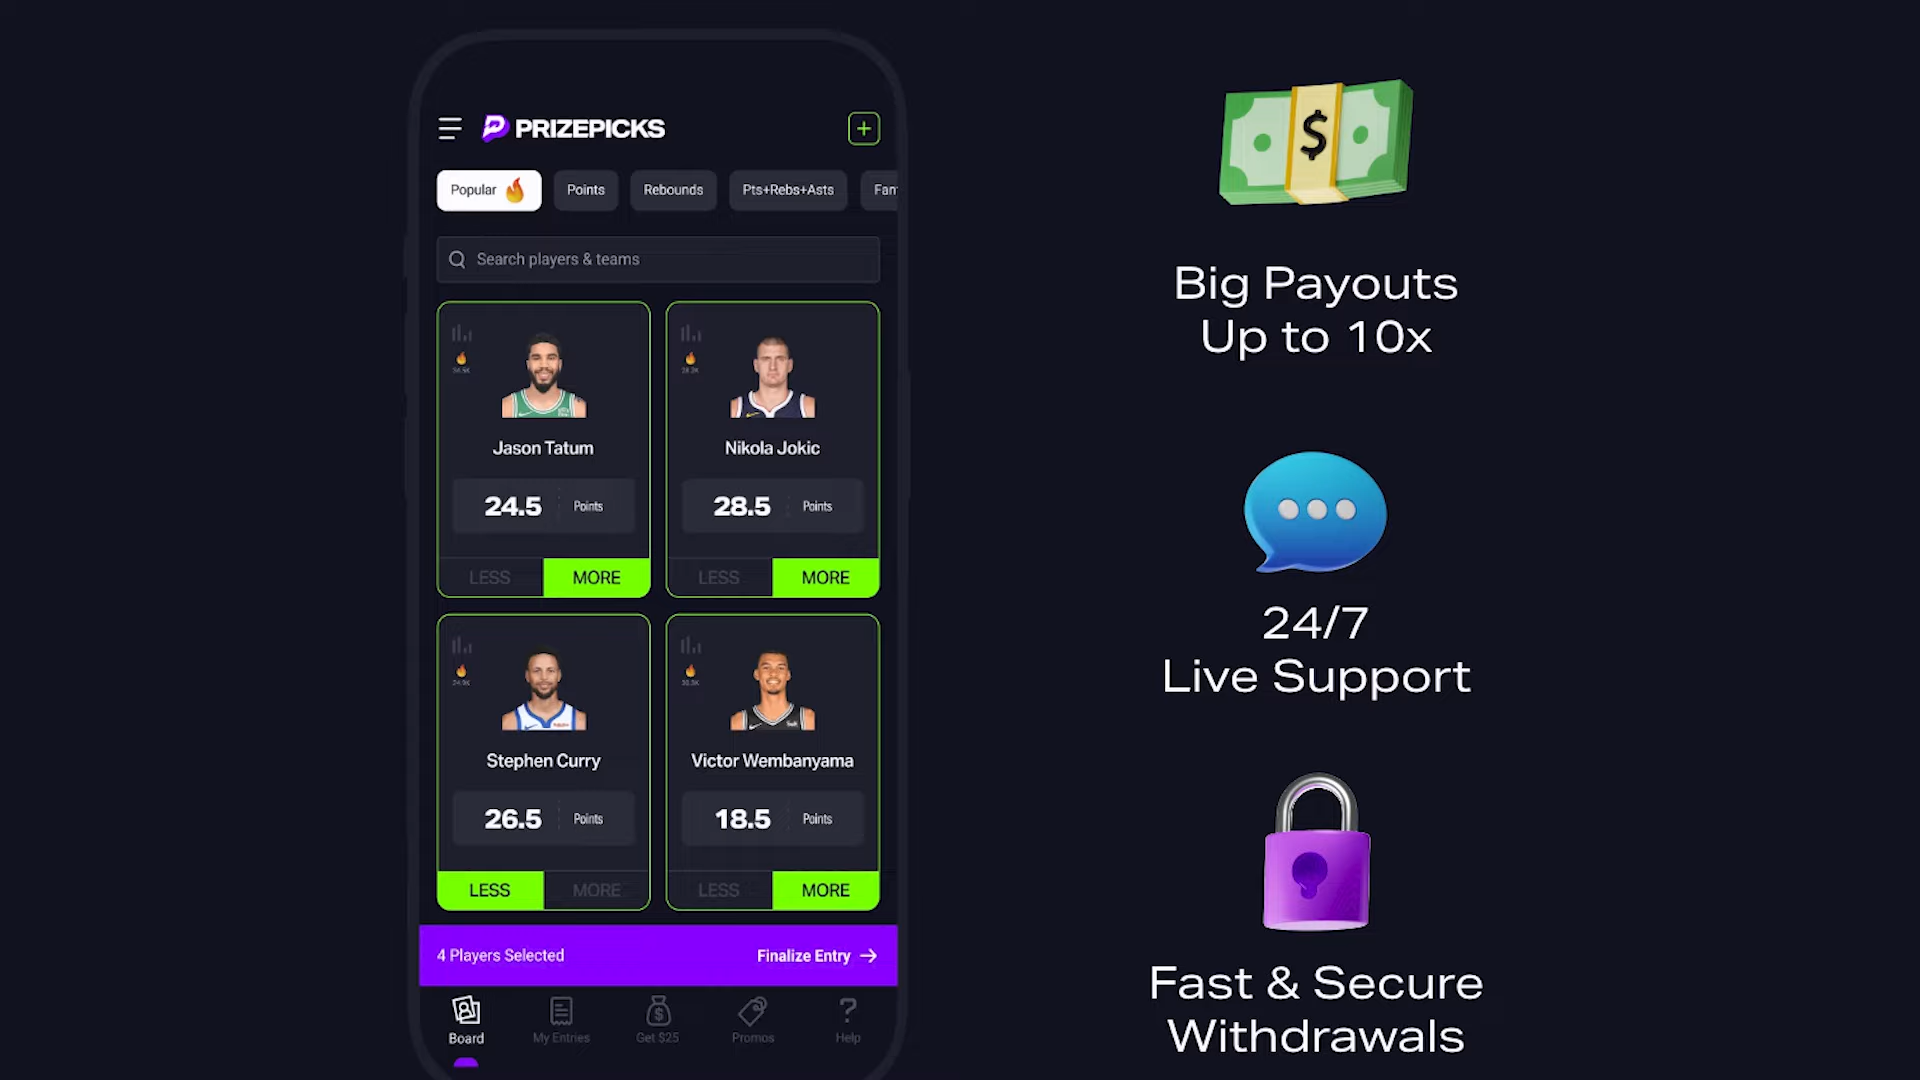 PRIZEPICKS
Popular
Points
Rebounds
Pts+Rebs+Asts
Search players & teams
Jason Tatum
24.5 Points
LESS MORE
Nikola Jokic
28.5 Points
LESS MORE
Stephen Curry
26.5 Points
LESS MORE
Victor Wembanyama
18.5 Points
LESS MORE
4 Players Selected
Finalize Entry
Board
My Entries
Get $25
Promos
Help
$
Big Payouts
Up to 10x
24/7
Live Support
Fast & Secure
Withdrawals